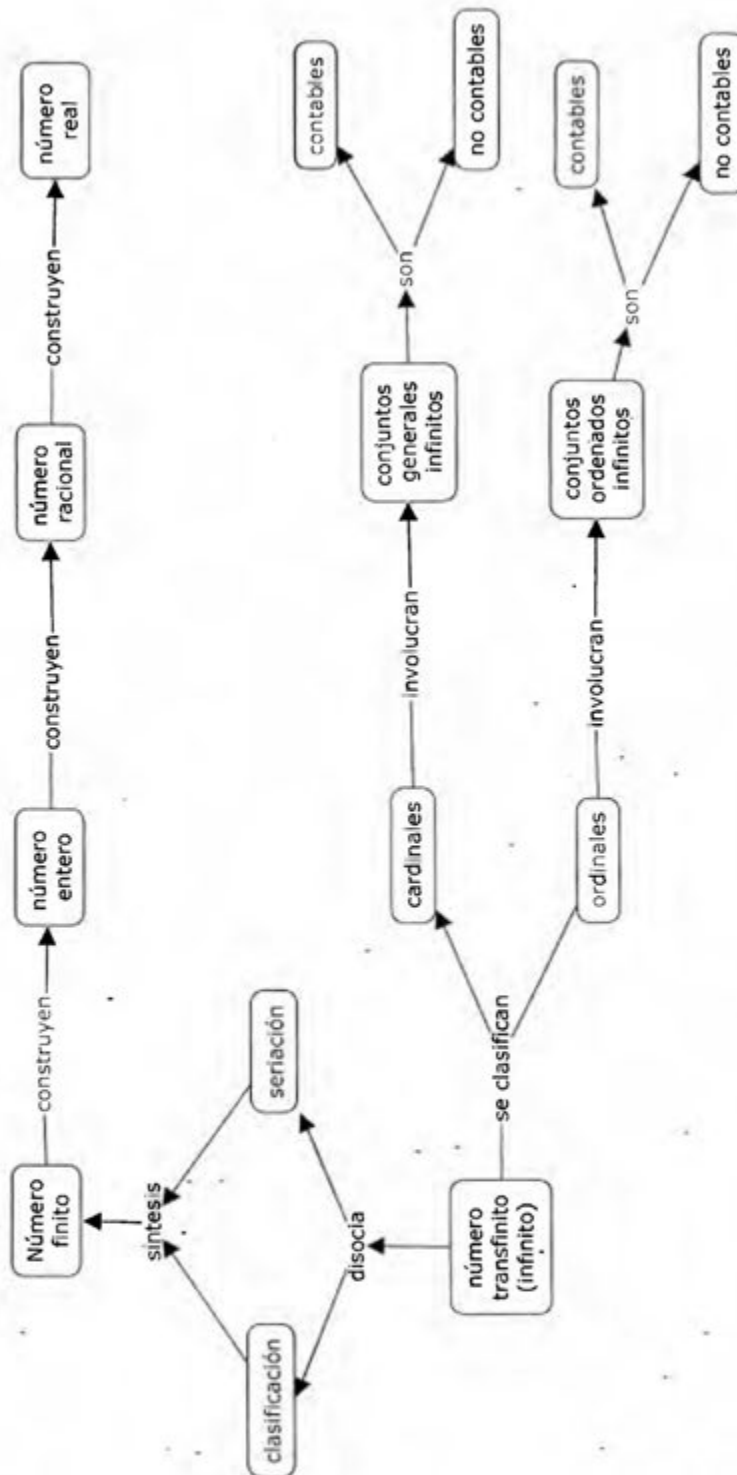 Número
finito
construyen
número
entero
construyen
número
racional
construyen
número
real
síntesis
clasificación
seriación
disocia
número
transfinito
(infinito)
se clasifican
cardinales
involucran
conjuntos
generales
infinitos
son
contables
no contables
ordinales
involucran
conjuntos
ordenados
infinitos
son
contables
no contables